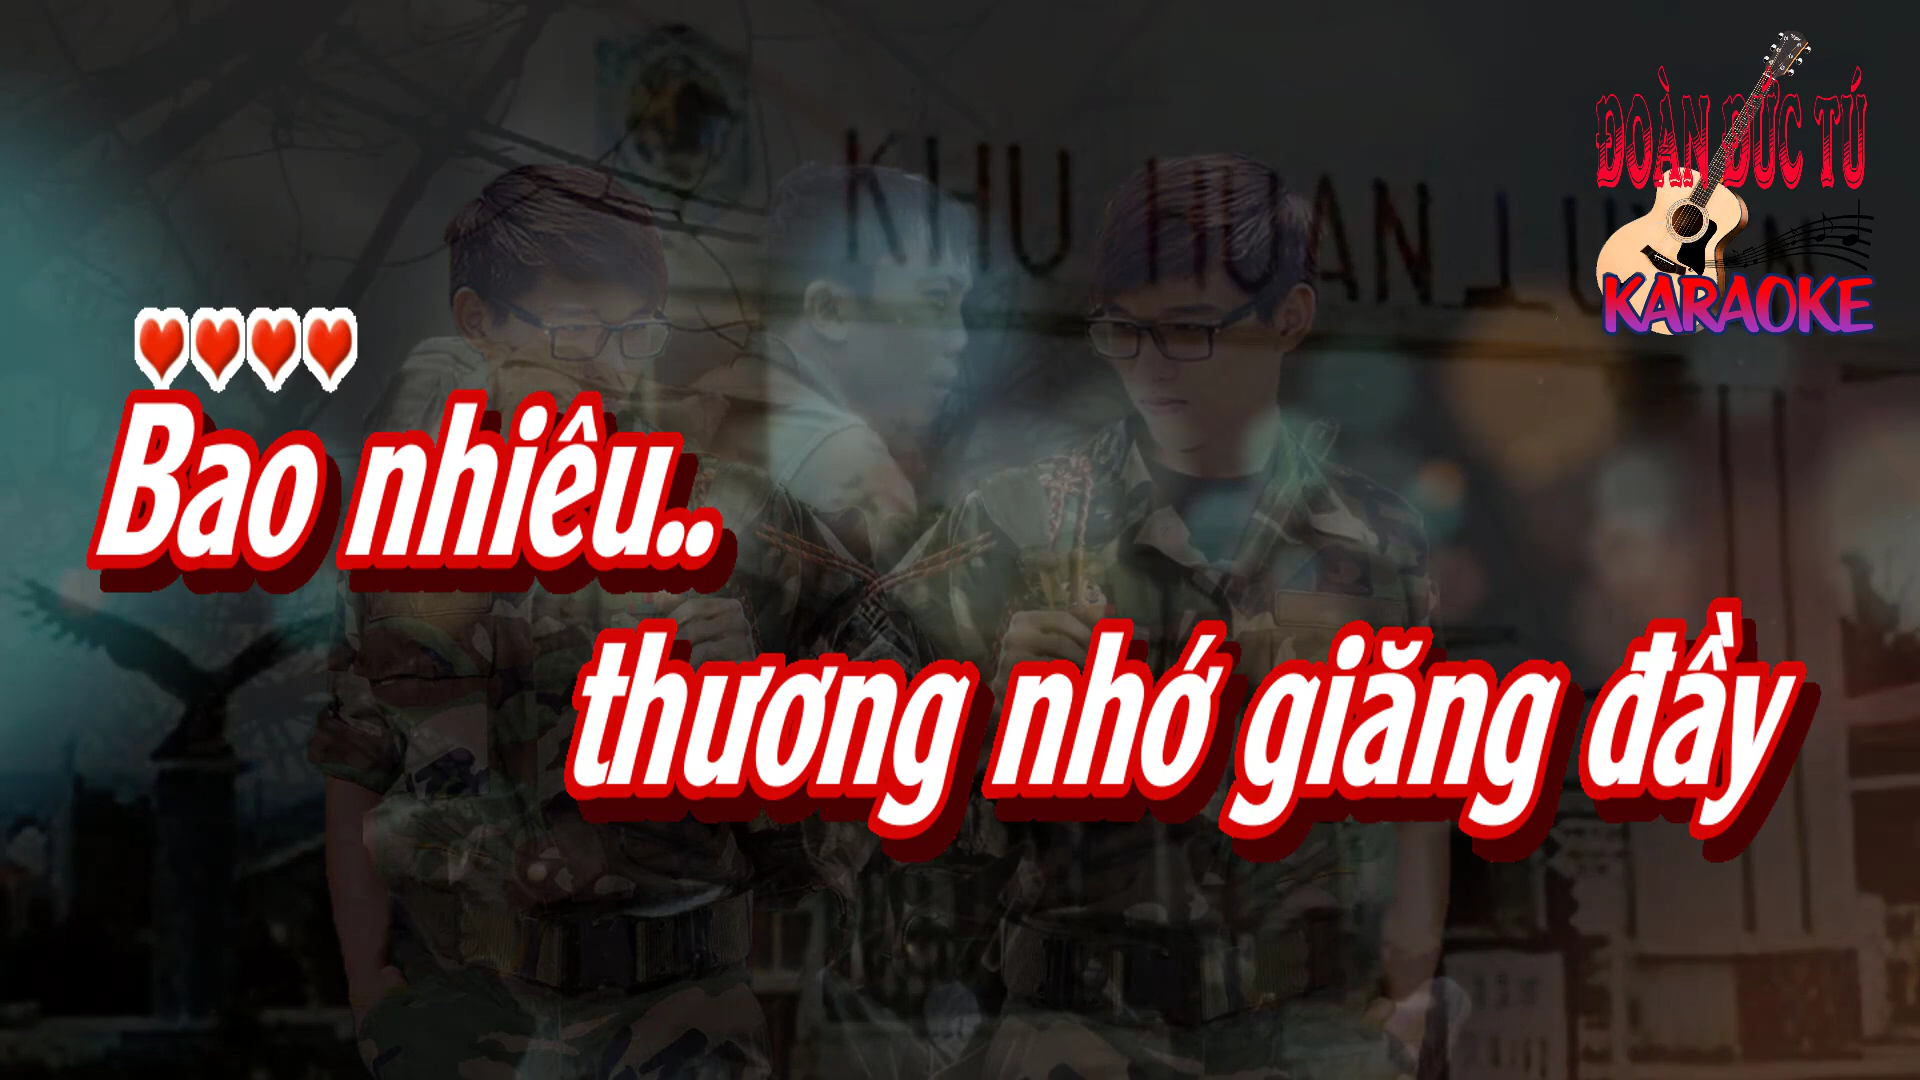 ĐOÀN ĐỨC TÚ
KARAOKE
KHU HUẤN LUYỆN
Bao nhiêu..
thương nhớ giăng đầy